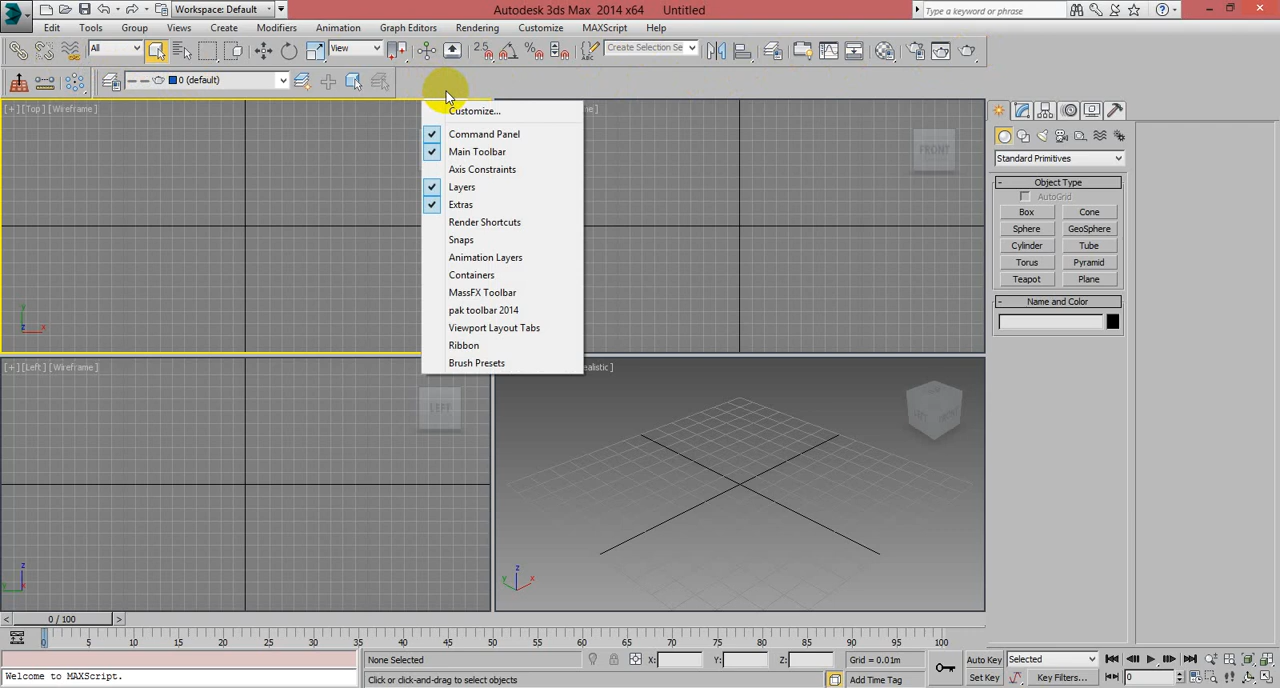 Workspace: Default
Autodesk 3ds Max 2014 x64    Untitled
Type a keyword or phrase
Edit Tools Group Views Create Modifiers Animation Graph Editors Rendering Customize MAXScript Help
All
View
2.5
Create Selection Se
0 (default)
[+] [Top] [Wireframe]
Customize...
Command Panel
Main Toolbar
Axis Constraints
Layers
Extras
Render Shortcuts
Snaps
Animation Layers
Containers
MassFX Toolbar
pak toolbar 2014
Viewport Layout Tabs
Ribbon
Brush Presets
FRONT
Standard Primitives
- Object Type
AutoGrid
Box Cone
Sphere GeoSphere
Cylinder Tube
Torus Pyramid
Teapot Plane
- Name and Color
y
z x
[+] [Left] [Wireframe]
LEFT
ealistic ]
z
y x
z
< 0 / 100 >
0 5 10 15 20 25 30 35 40 45 50 55 60 65 70 75 80 85 90 95 100
None Selected X: Y: Z: Grid = 0.01m Auto Key Selected
Welcome to MAXScript. Click or click-and-drag to select objects Add Time Tag Set Key Key Filters... 0